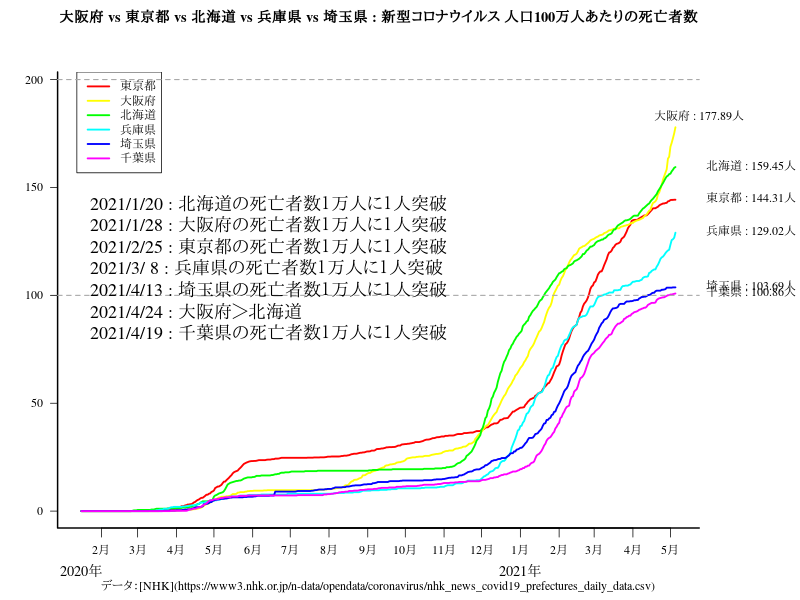 大阪府 vs 東京都 vs 北海道 vs 兵庫県 vs 埼玉県 : 新型コロナウイルス 人口100万人あたりの死亡者数
200
150
100
50
0
東京都
大阪府
北海道
兵庫県
埼玉県
千葉県
2021/1/20 : 北海道の死亡者数1万人に1人突破
2021/1/28 : 大阪府の死亡者数1万人に1人突破
2021/2/25 : 東京都の死亡者数1万人に1人突破
2021/3/ 8 : 兵庫県の死亡者数1万人に1人突破
2021/4/13 : 埼玉県の死亡者数1万人に1人突破
2021/4/24 : 大阪府＞北海道
2021/4/19 : 千葉県の死亡者数1万人に1人突破
大阪府 : 177.89人
北海道 : 159.45人
東京都 : 144.31人
兵庫県 : 129.02人
埼玉県 : 103.69人
千葉県 : 100.86人
2月 3月 4月 5月 6月 7月 8月 9月 10月 11月 12月 1月 2月 3月 4月 5月
2020年 2021年
データ：[NHK](https://www3.nhk.or.jp/n-data/opendata/coronavirus/nhk_news_covid19_prefectures_daily_data.csv)